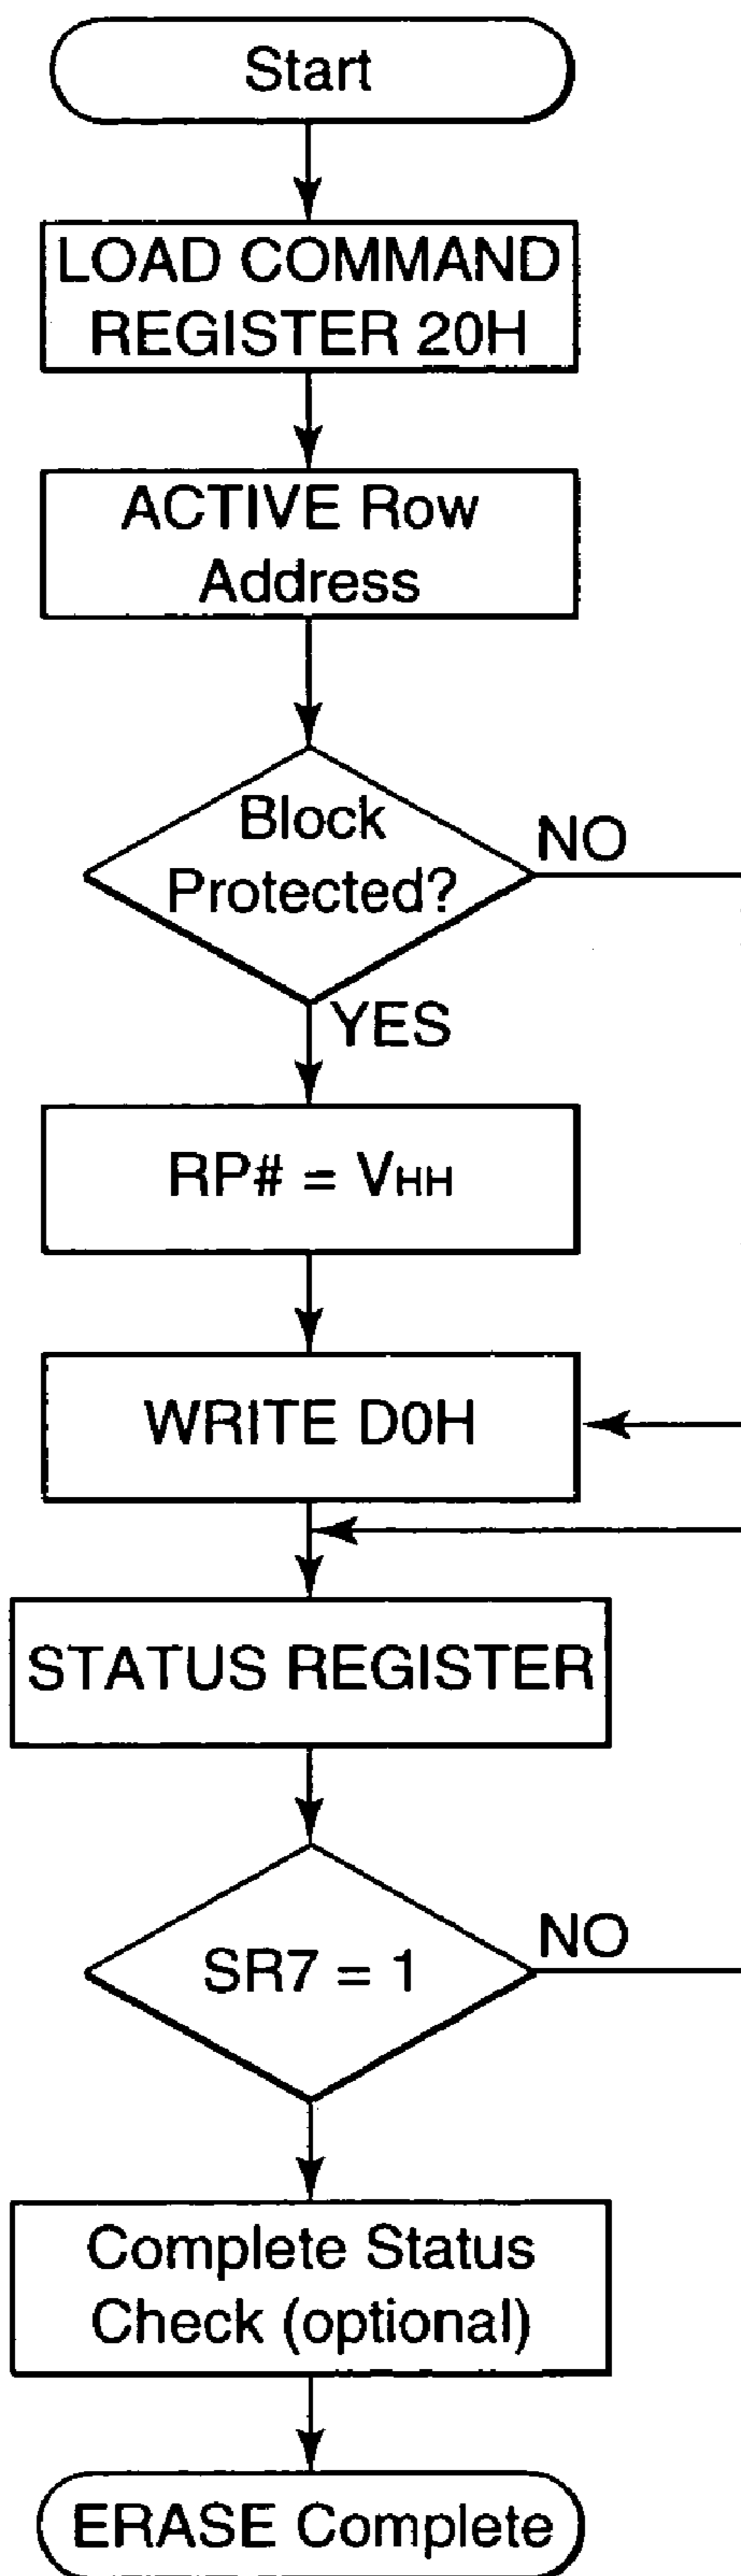 Start
LOAD COMMAND
REGISTER 20H
ACTIVE Row
Address
Block
Protected?
NO
YES
RP# = VHH
WRITE D0H
STATUS REGISTER
SR7 = 1
NO
Complete Status
Check (optional)
ERASE Complete